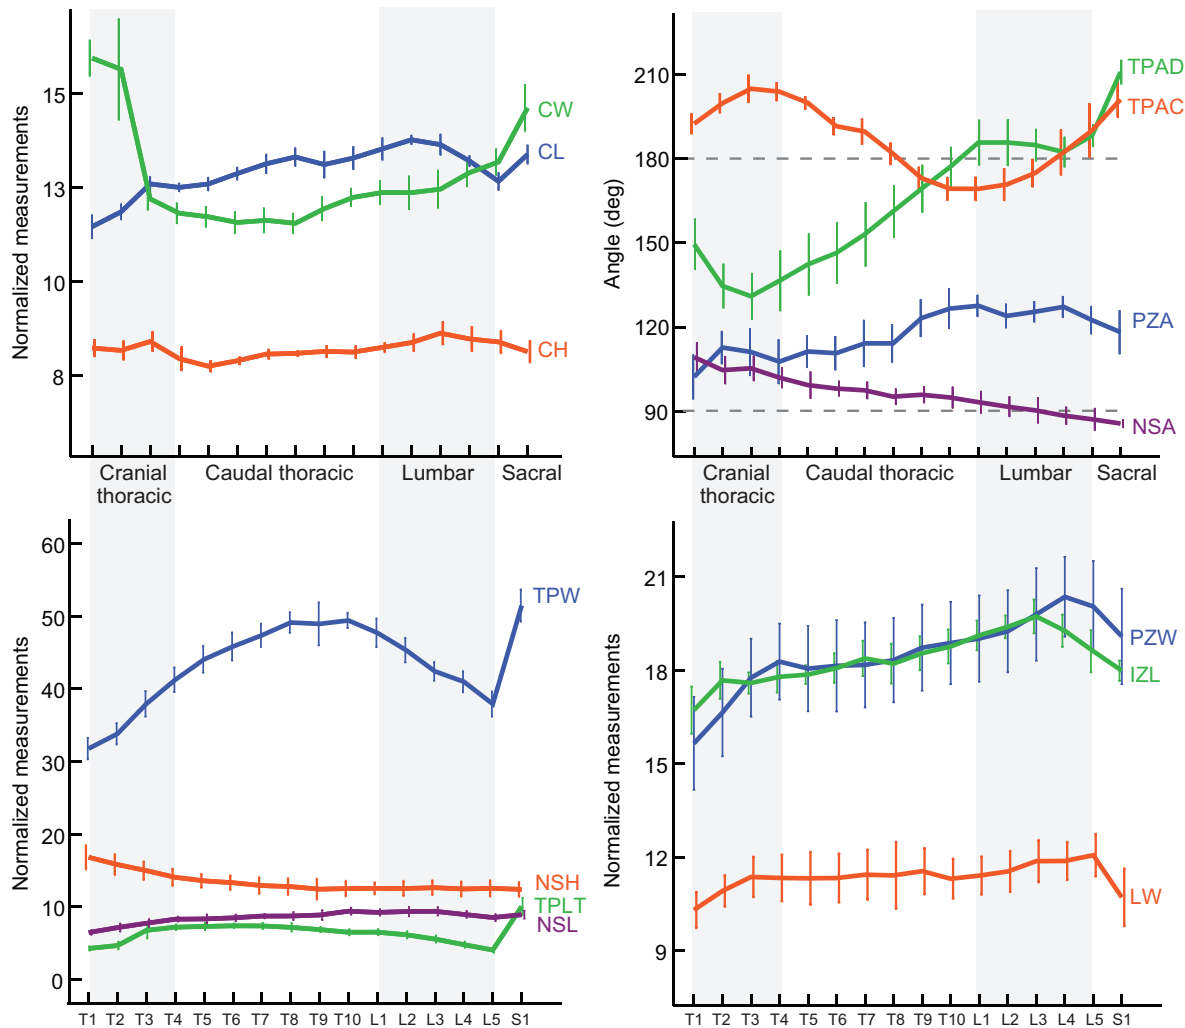 Normalized measurements
15
13
10
8
CW
CL
CH
Cranial
thoracic
Caudal thoracic
Lumbar
Sacral
Angle (deg)
210
180
150
120
90
TPAD
TPAC
PZA
NSA
Cranial
thoracic
Caudal thoracic
Lumbar
Sacral
Normalized measurements
60
50
40
30
20
10
0
TPW
NSH
TPLT
NSL
T1 T2 T3 T4 T5 T6 T7 T8 T9 T10 L1 L2 L3 L4 L5 S1
Normalized measurements
21
18
15
12
9
PZW
IZL
LW
T1 T2 T3 T4 T5 T6 T7 T8 T9 T10 L1 L2 L3 L4 L5 S1